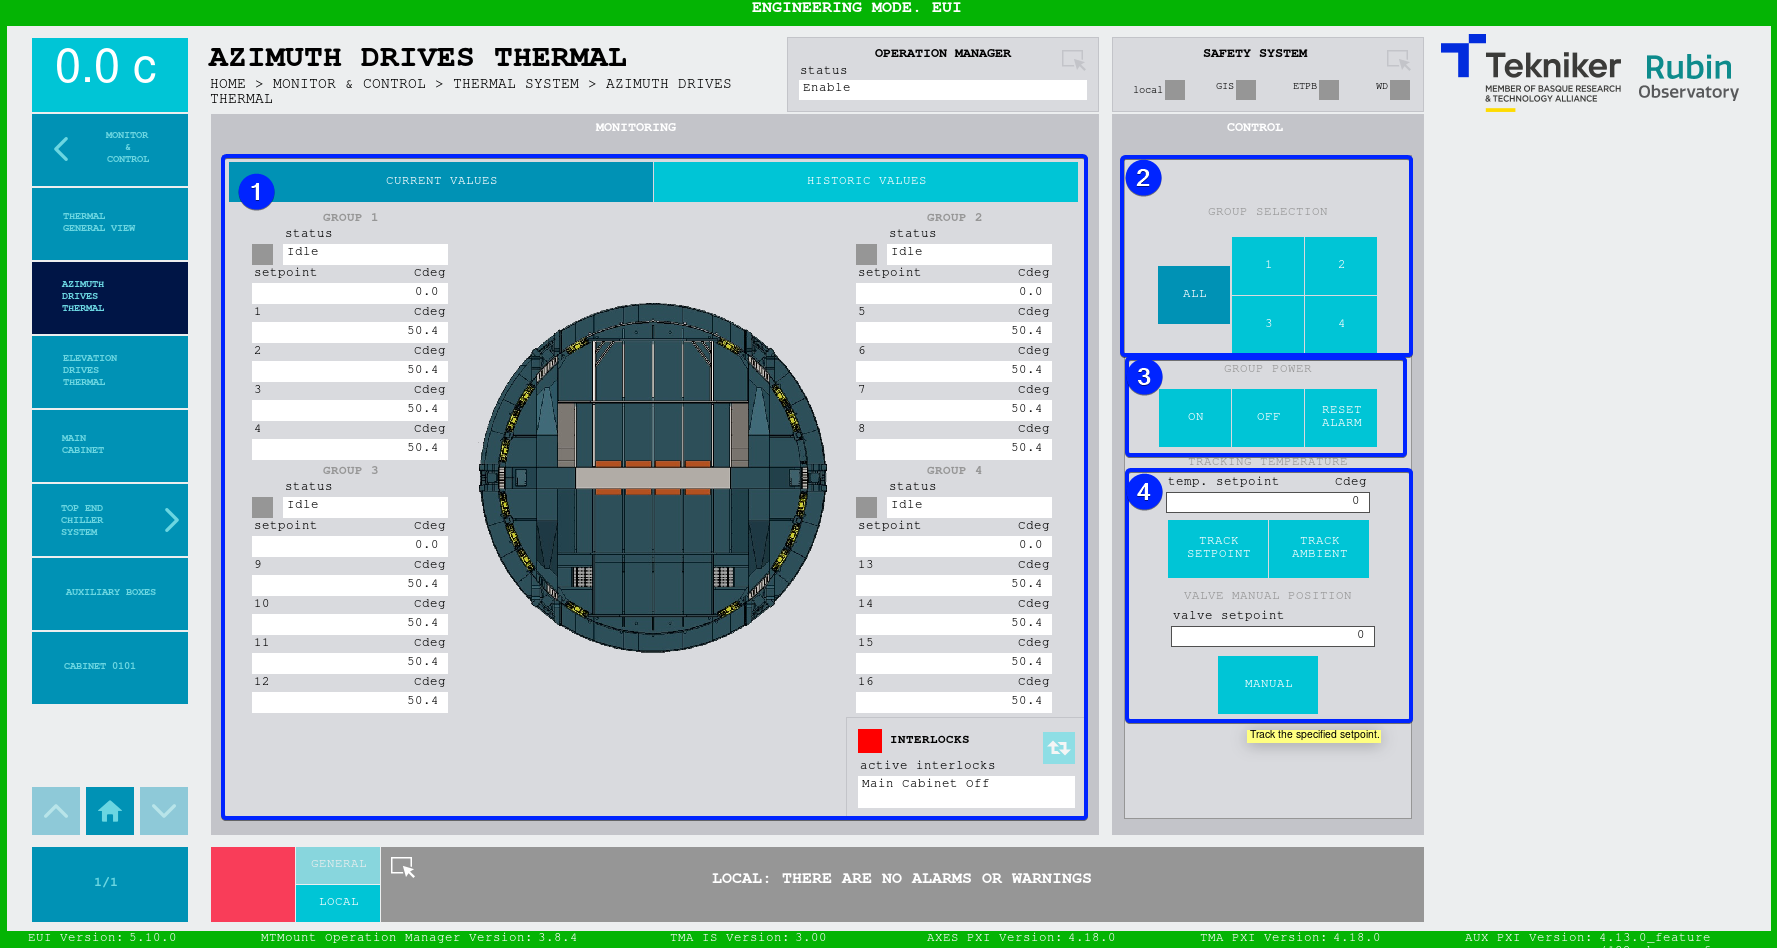 ENGINEERING MODE. EUI
0.0 c
AZIMUTH DRIVES THERMAL
HOME > MONITOR & CONTROL > THERMAL SYSTEM > AZIMUTH DRIVES
THERMAL
OPERATION MANAGER
status
Enable
SAFETY SYSTEM
local
GIS
ETPB
WD
Tekniker
MEMBER OF BASQUE RESEARCH
& TECHNOLOGY ALLIANCE
Rubin
Observatory
MONITOR
&
CONTROL
THERMAL
GENERAL VIEW
AZIMUTH
DRIVES
THERMAL
ELEVATION
DRIVES
THERMAL
MAIN
CABINET
TOP END
CHILLER
SYSTEM
AUXILIARY BOXES
CABINET 0101
1/1
MONITORING
1
CURRENT VALUES
HISTORIC VALUES
GROUP 1
status
Idle
setpoint Cdeg
0.0
1 Cdeg
50.4
2 Cdeg
50.4
3 Cdeg
50.4
4 Cdeg
50.4
GROUP 2
status
Idle
setpoint Cdeg
0.0
5 Cdeg
50.4
6 Cdeg
50.4
7 Cdeg
50.4
8 Cdeg
50.4
GROUP 3
status
Idle
setpoint Cdeg
0.0
9 Cdeg
50.4
10 Cdeg
50.4
11 Cdeg
50.4
12 Cdeg
50.4
GROUP 4
status
Idle
setpoint Cdeg
0.0
13 Cdeg
50.4
14 Cdeg
50.4
15 Cdeg
50.4
16 Cdeg
50.4
INTERLOCKS
active interlocks
Main Cabinet Off
CONTROL
2
GROUP SELECTION
ALL
1
2
3
4
3
GROUP POWER
ON
OFF
RESET
ALARM
TRACKING TEMPERATURE
4
temp. setpoint Cdeg
0
TRACK
SETPOINT
TRACK
AMBIENT
VALVE MANUAL POSITION
valve setpoint
0
MANUAL
Track the specified setpoint.
GENERAL
LOCAL
LOCAL: THERE ARE NO ALARMS OR WARNINGS
EUI Version: 5.10.0
MTMount Operation Manager Version: 3.8.4
TMA IS Version: 3.00
AXES PXI Version: 4.18.0
TMA PXI Version: 4.18.0
AUX PXI Version: 4.13.0_feature